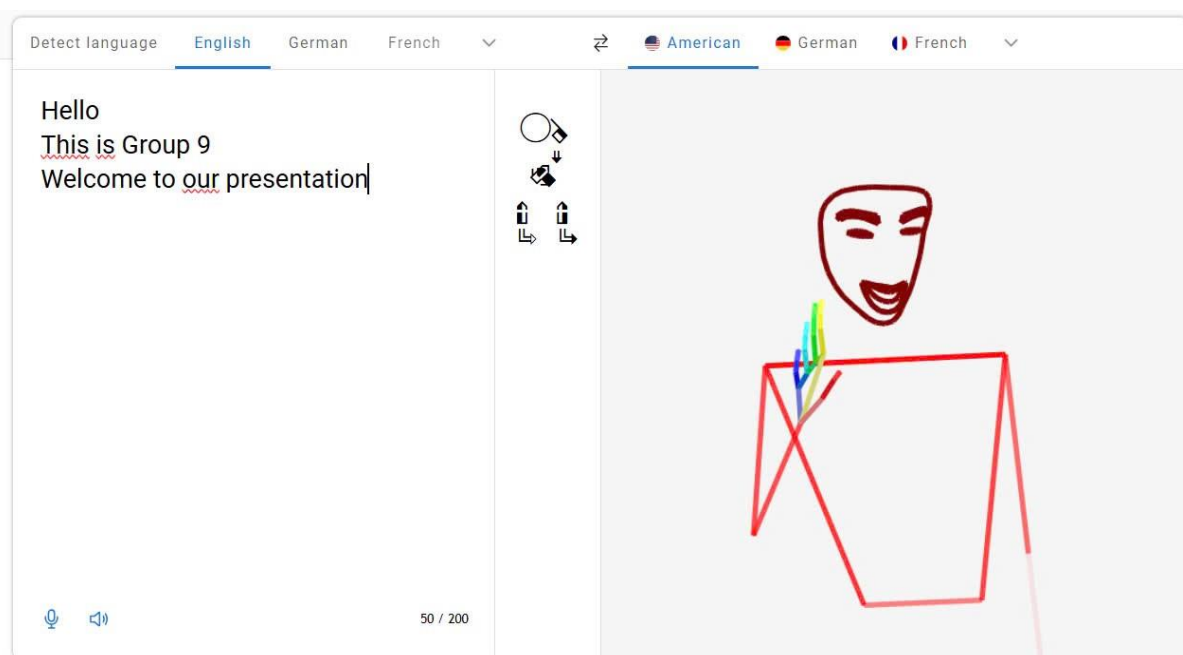 Detect language English German French American German French
Hello
This is Group 9
Welcome to our presentation
50 / 200